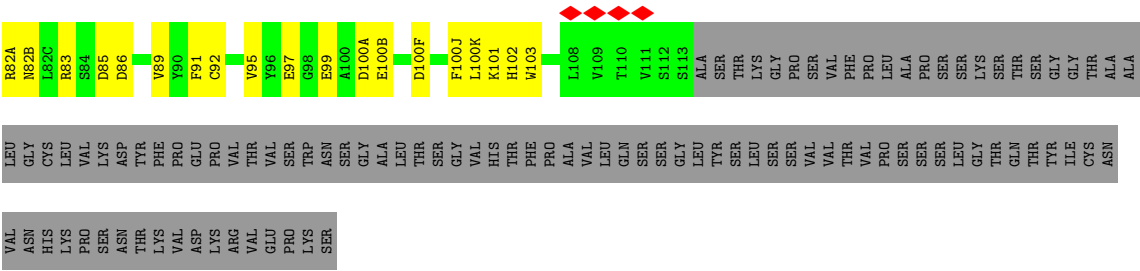 R82A N82B L82C R83 S84 D85 D86 V89 Y90 F91 C92 V95 Y96 E97 G98 E99 A100 D100A E100B D100F F100J L100K K101 H102 W103 L108 V109 T110 V111 S112 S113 ALA SER THR LYS GLY PRO SER VAL PHE PRO LEU ALA PRO SER SER LYS SER THR SER GLY GLY THR ALA ALA
LEU GLY CYS LEU VAL LYS ASP TYR PHE PRO GLU PRO VAL THR VAL SER TRP ASN SER GLY ALA LEU THR SER GLY VAL HIS THR PHE PRO ALA VAL LEU GLN SER SER GLY LEU TYR SER LEU SER SER VAL VAL THR VAL PRO SER SER SER LEU GLY THR GLN THR TYR ILE CYS ASN
VAL ASN HIS LYS PRO SER ASN THR LYS VAL ASP LYS ARG VAL GLU PRO LYS SER